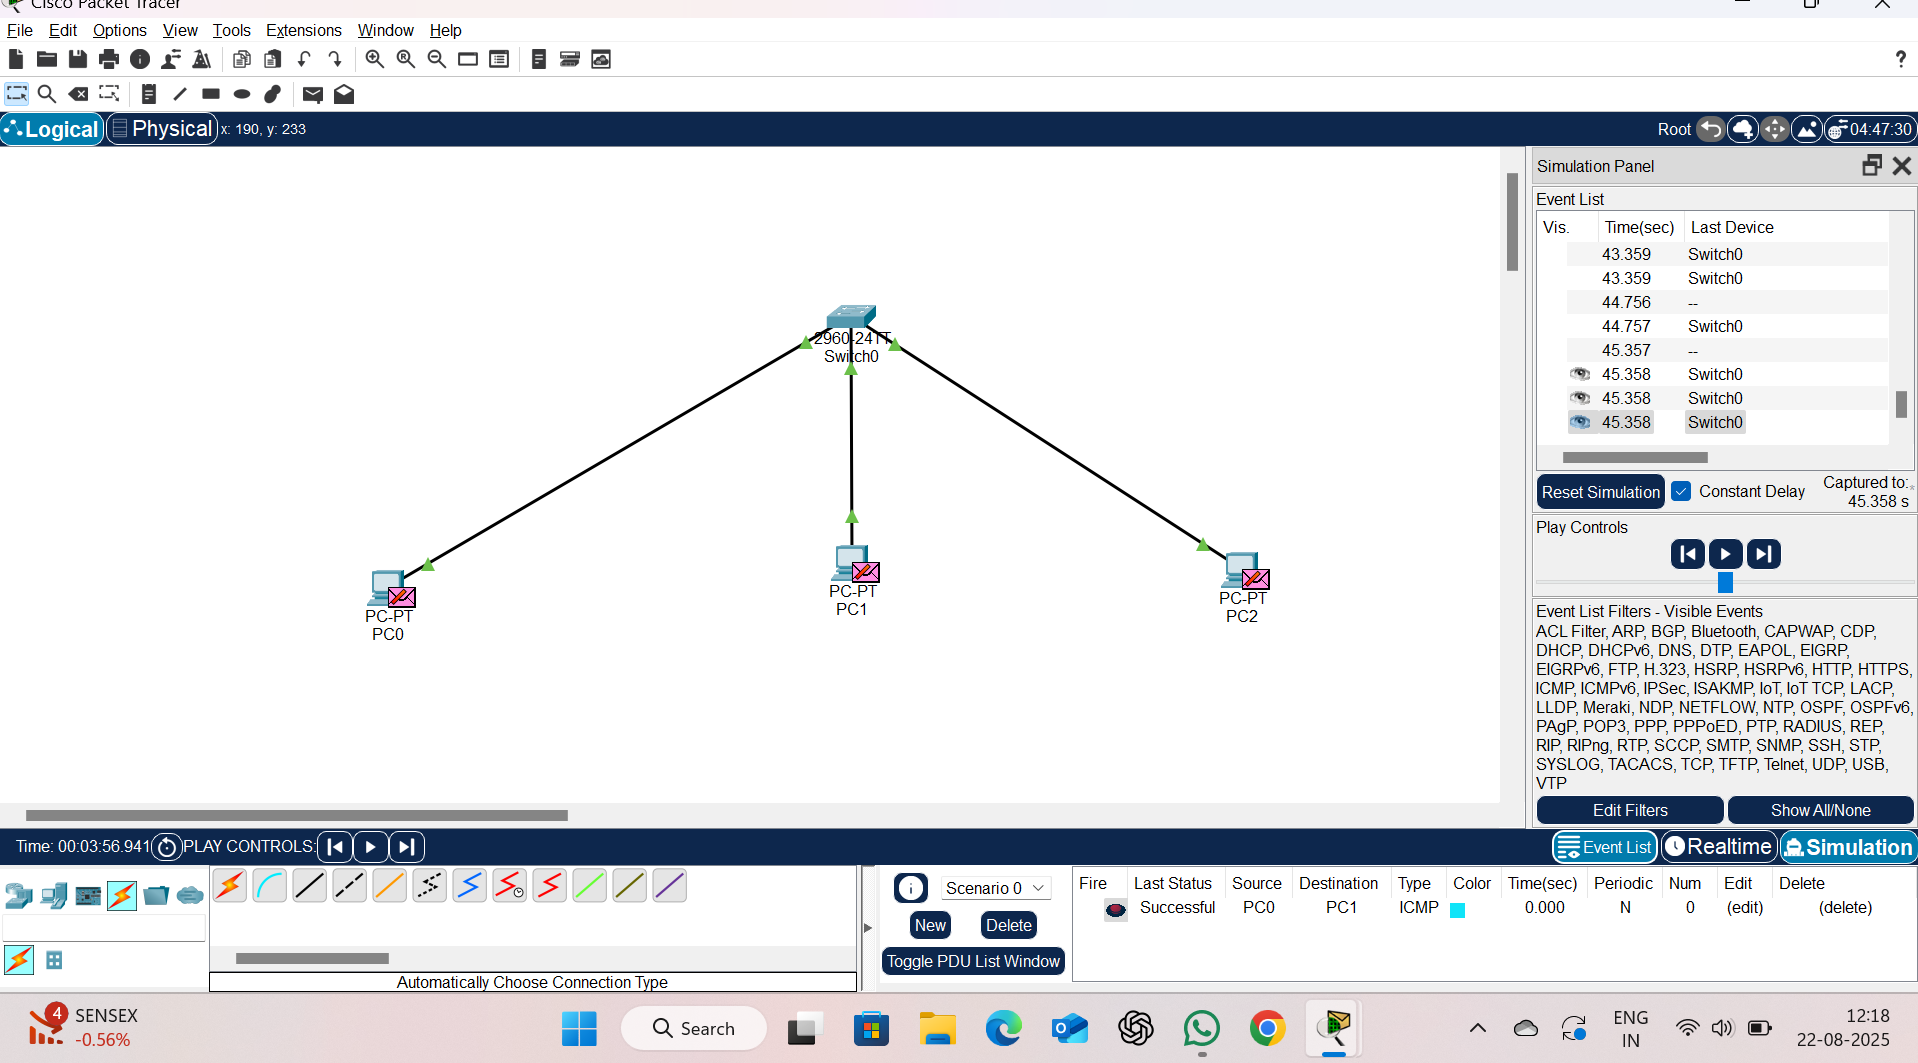 Cisco Packet Tracer
File Edit Options View Tools Extensions Window Help
?
Logical Physical x: 190, y: 233
Root 04:47:30
Simulation Panel
Event List
Vis. Time(sec) Last Device
43.359 Switch0
43.359 Switch0
44.756 --
44.757 Switch0
45.357 --
45.358 Switch0
45.358 Switch0
45.358 Switch0
Reset Simulation Constant Delay Captured to:
45.358 s
Play Controls
Event List Filters - Visible Events
ACL Filter, ARP, BGP, Bluetooth, CAPWAP, CDP,
DHCP, DHCPv6, DNS, DTP, EAPOL, EIGRP,
EIGRPv6, FTP, H.323, HSRP, HSRPv6, HTTP, HTTPS,
ICMP, ICMPv6, IPSec, ISAKMP, IoT, IoT TCP, LACP,
LLDP, Meraki, NDP, NETFLOW, NTP, OSPF, OSPFv6,
PAgP, POP3, PPP, PPPoED, PTP, RADIUS, REP,
RIP, RIPng, RTP, SCCP, SMTP, SNMP, SSH, STP,
SYSLOG, TACACS, TCP, TFTP, Telnet, UDP, USB,
VTP
Edit Filters Show All/None
2960-24TT
Switch0
PC-PT
PC0
PC-PT
PC1
PC-PT
PC2
Time: 00:03:56.941 PLAY CONTROLS:
Event List Realtime Simulation
Automatically Choose Connection Type
Scenario 0
New Delete
Toggle PDU List Window
Fire Last Status Source Destination Type Color Time(sec) Periodic Num Edit Delete
Successful PC0 PC1 ICMP 0.000 N 0 (edit) (delete)
4
SENSEX
-0.56%
Search
ENG
IN
12:18
22-08-2025